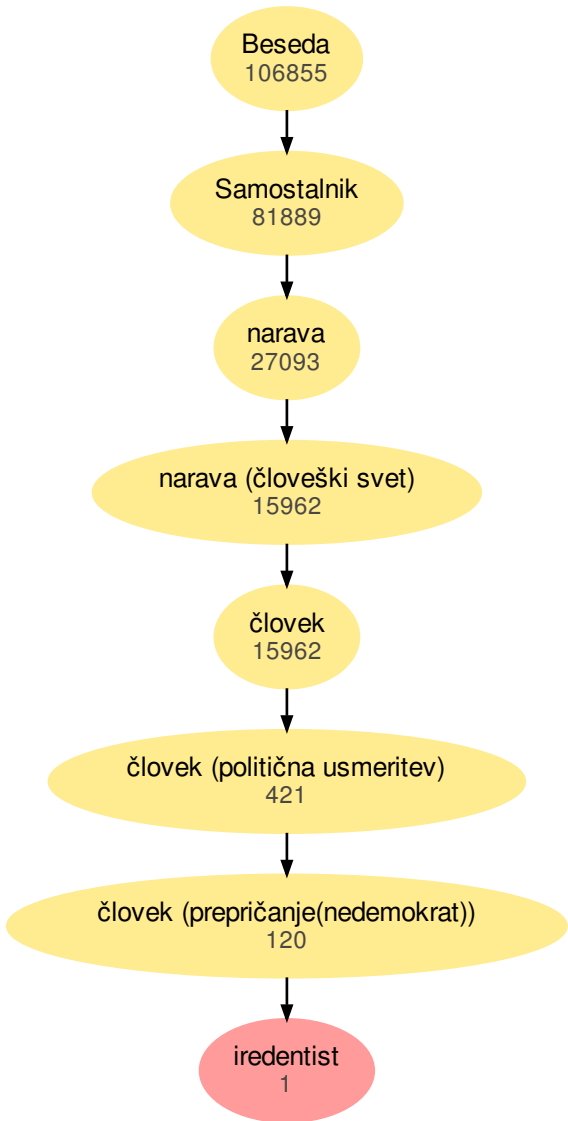 Beseda
106855
Samostalnik
81889
narava
27093
narava (človeški svet)
15962
človek
15962
človek (politična usmeritev)
421
človek (prepričanje(nedemokrat))
120
iredentist
1